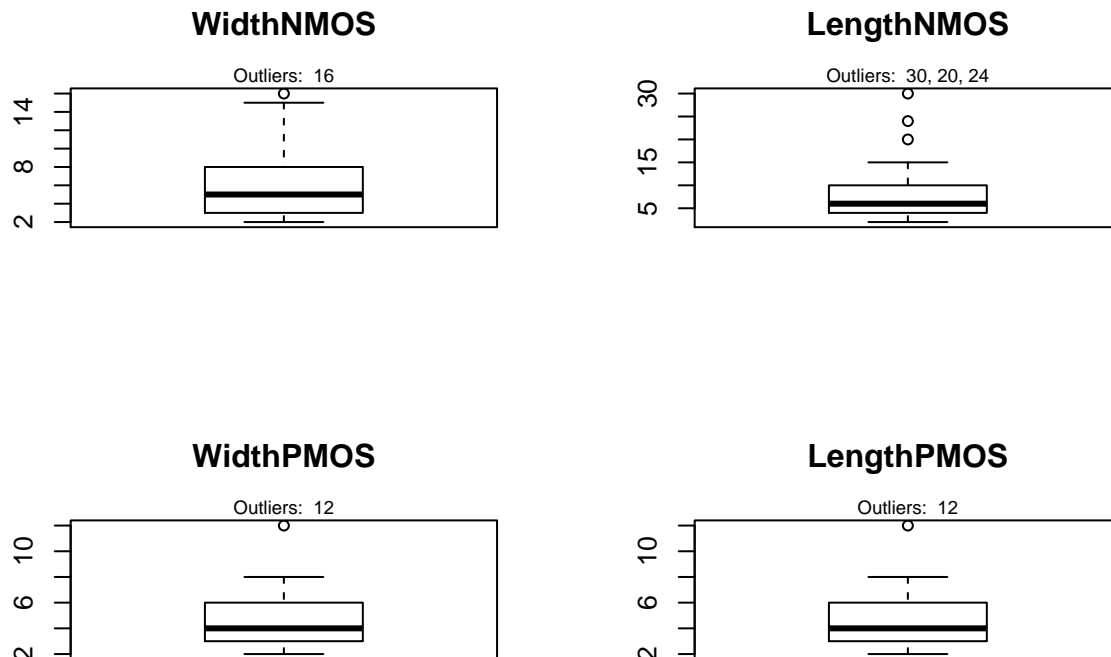 WidthNMOS
Outliers: 16
14
8
2
LengthNMOS
Outliers: 30, 20, 24
30
15
5
WidthPMOS
Outliers: 12
10
6
2
LengthPMOS
Outliers: 12
10
6
2